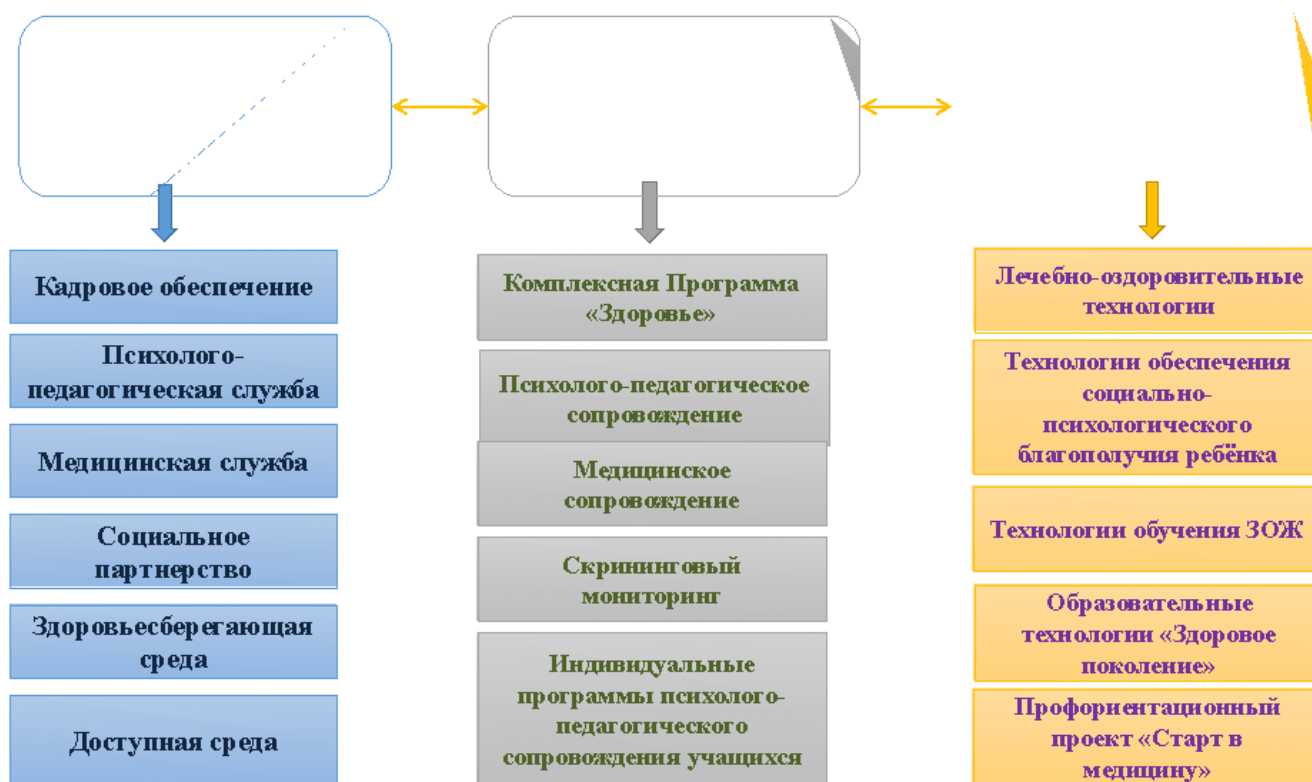 Кадровое обеспечение
Психолого-
педагогическая служба
Медицинская служба
Социальное
партнерство
Здоровьесберегающая
среда
Доступная среда
Комплексная Программа
«Здоровье»
Психолого-педагогическое
сопровождение
Медицинское
сопровождение
Скрининговый
мониторинг
Индивидуальные
программы психолого-
педагогического
сопровождения учащихся
Лечебно-оздоровительные
технологии
Технологии обеспечения
социально-
психологического
благополучия ребёнка
Технологии обучения ЗОЖ
Образовательные
технологии «Здоровое
поколение»
Профориентационный
проект «Старт в
медицину»